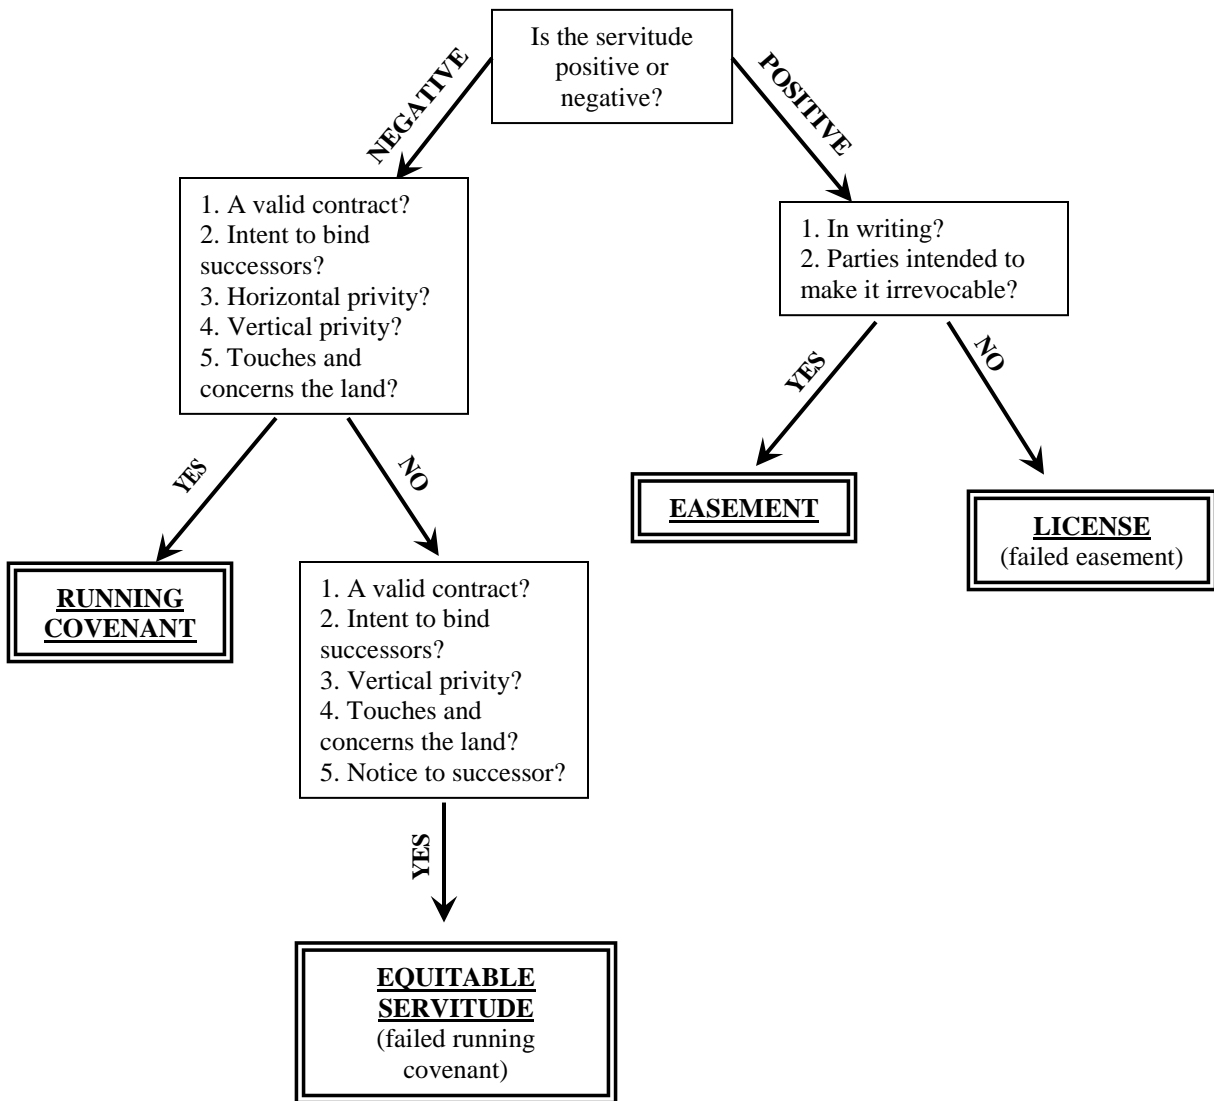 Is the servitude
positive or
negative?
NEGATIVE
POSITIVE
1. A valid contract?
2. Intent to bind
successors?
3. Horizontal privity?
4. Vertical privity?
5. Touches and
concerns the land?
1. In writing?
2. Parties intended to
make it irrevocable?
YES
NO
YES
NO
EASEMENT
LICENSE
(failed easement)
RUNNING
COVENANT
1. A valid contract?
2. Intent to bind
successors?
3. Vertical privity?
4. Touches and
concerns the land?
5. Notice to successor?
YES
EQUITABLE
SERVITUDE
(failed running
covenant)